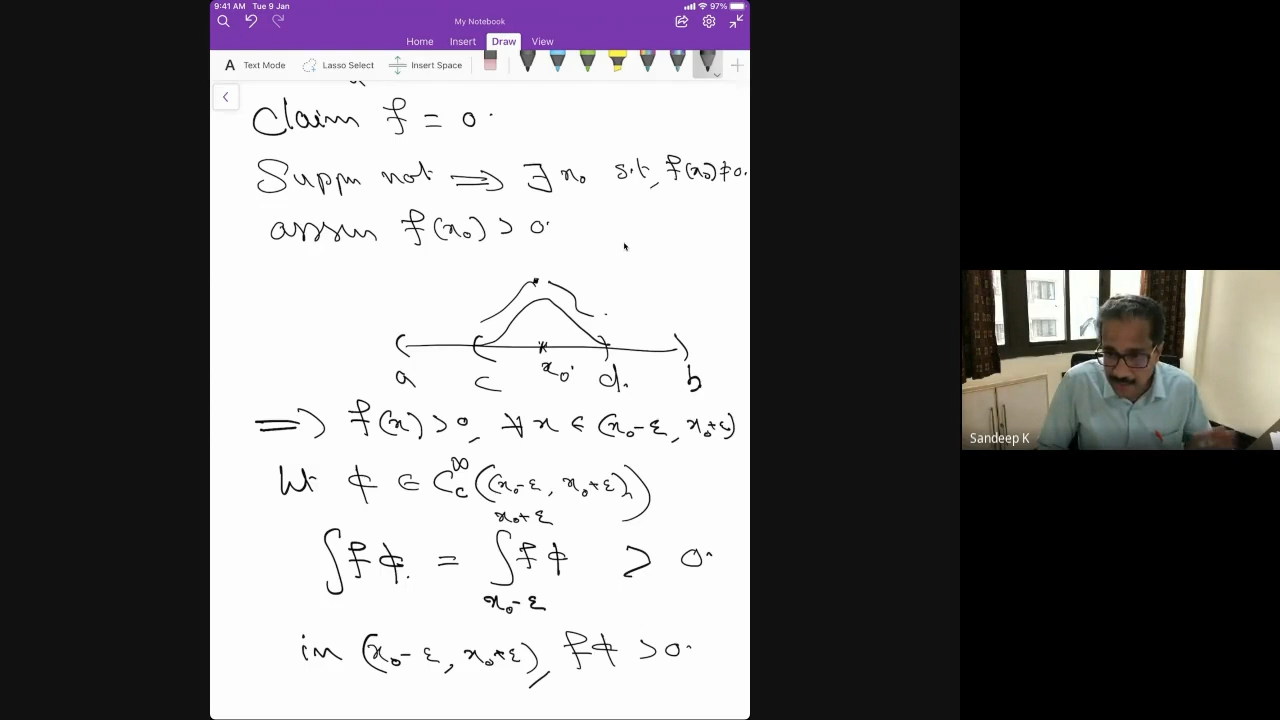 9:41 AM Tue 9 Jan
97%
My Notebook
Home Insert Draw View
A Text Mode Lasso Select Insert Space
Claim f = 0.
Suppn not ⟹ ∃ x₀ s.t, f(x₀) ≠ 0.
assun f(x₀) > 0.
a c x₀ d. b
⟹ f(x) > 0, ∀ x ∈ (x₀-ε, x₀+ε)
Let ϕ ∈ C_c^∞((x₀-ε, x₀+ε))
∫fϕ. = ∫_{x₀-ε}^{x₀+ε} fϕ > 0.
in (x₀-ε, x₀+ε), fϕ > 0.
Sandeep K